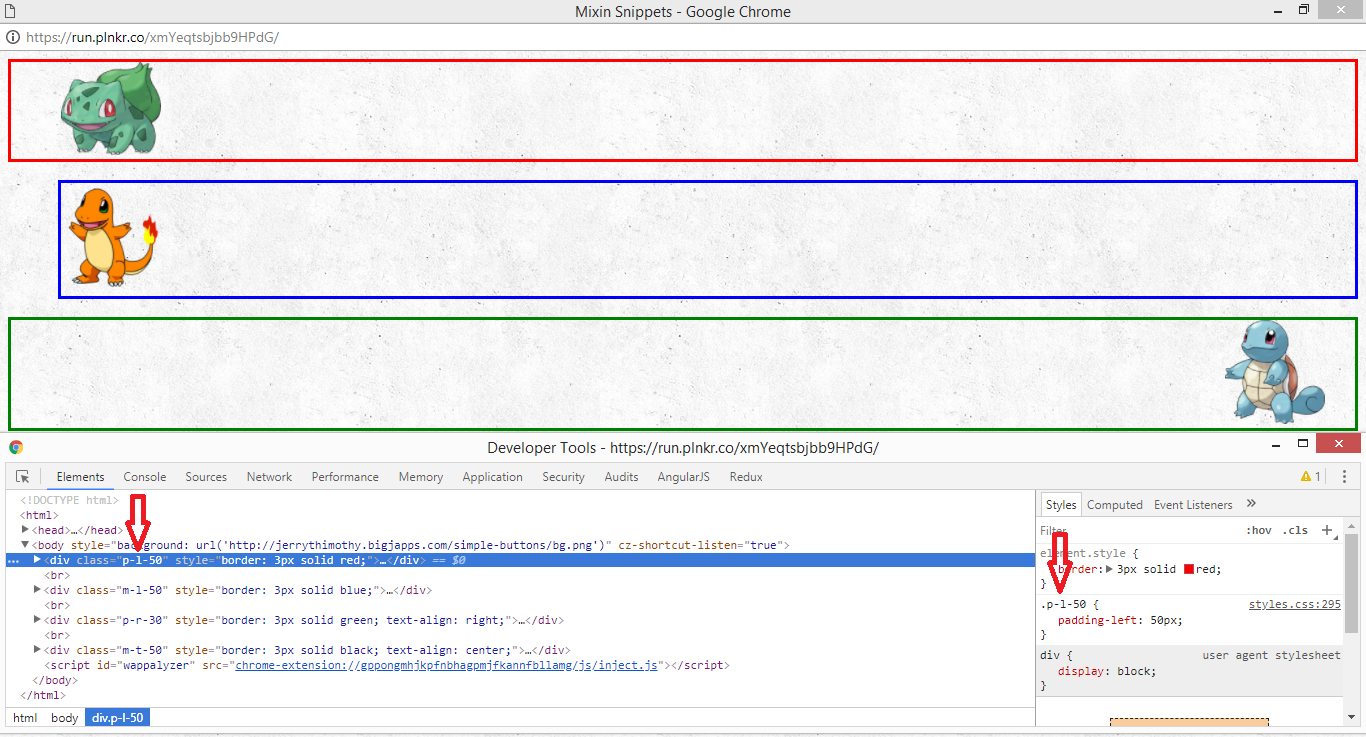 Mixin Snippets - Google Chrome
https://run.plnkr.co/xmYeqtsbjbb9HPdG/
Developer Tools - https://run.plnkr.co/xmYeqtsbjbb9HPdG/
Elements Console Sources Network Performance Memory Application Security Audits AngularJS Redux 1
<!DOCTYPE html>
<html>
<head>…</head>
<body style="background: url('http://jerrythimothy.bigjapps.com/simple-buttons/bg.png')" cz-shortcut-listen="true">
<div class="p-l-50" style="border: 3px solid red;">…</div> == $0
<br>
<div class="m-l-50" style="border: 3px solid blue;">…</div>
<br>
<div class="p-r-30" style="border: 3px solid green; text-align: right;">…</div>
<br>
<div class="m-t-50" style="border: 3px solid black; text-align: center;">…</div>
<script id="wappalyzer" src="chrome-extension://gppongmhjkpfnbhagpmjfkannfbllamg/js/inject.js"></script>
</body>
</html>
html body div.p-l-50
Styles Computed Event Listeners »
Filter :hov .cls +
element.style {
border: 3px solid red;
}
.p-l-50 { styles.css:295
padding-left: 50px;
}
div { user agent stylesheet
display: block;
}